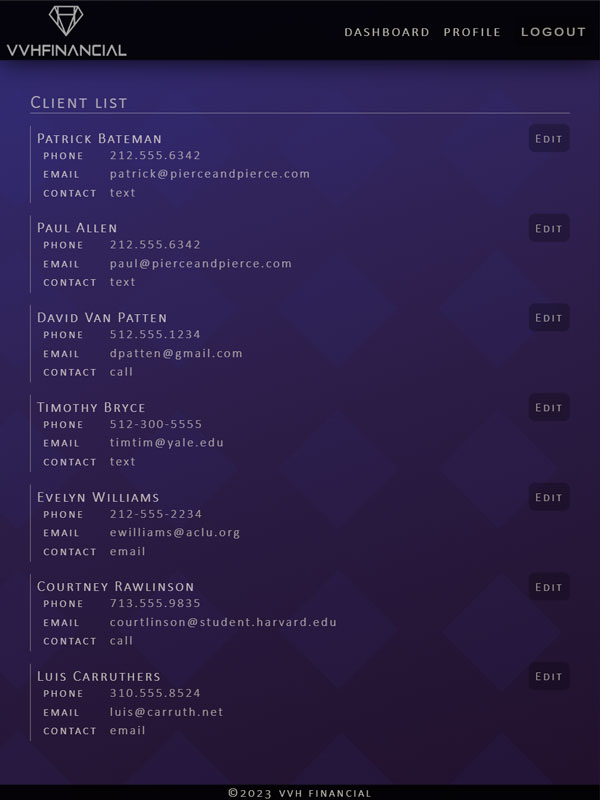 VVHFINANCIAL
DASHBOARD PROFILE LOGOUT
Client list
Patrick Bateman Edit
PHONE 212.555.6342
EMAIL patrick@pierceandpierce.com
CONTACT text
Paul Allen Edit
PHONE 212.555.6342
EMAIL paul@pierceandpierce.com
CONTACT text
David Van Patten Edit
PHONE 512.555.1234
EMAIL dpatten@gmail.com
CONTACT call
Timothy Bryce Edit
PHONE 512-300-5555
EMAIL timtim@yale.edu
CONTACT text
Evelyn Williams Edit
PHONE 212-555-2234
EMAIL ewilliams@aclu.org
CONTACT email
Courtney Rawlinson Edit
PHONE 713.555.9835
EMAIL courtlinson@student.harvard.edu
CONTACT call
Luis Carruthers Edit
PHONE 310.555.8524
EMAIL luis@carruth.net
CONTACT email
©2023 VVH FINANCIAL